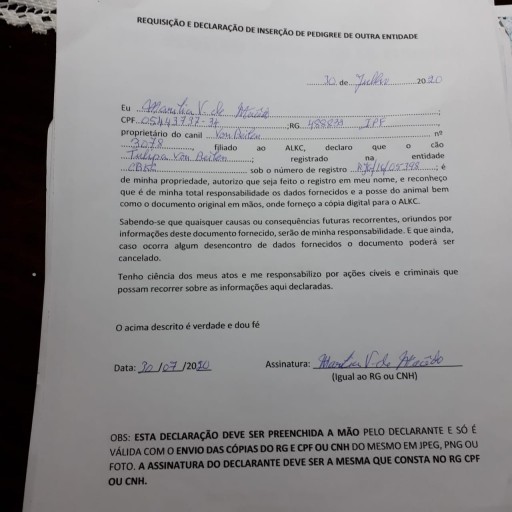 REQUISIÇÃO E DECLARAÇÃO DE INSERÇÃO DE PEDIGREE DE OUTRA ENTIDADE
30 de Julho 2020
Eu Marilia V. de Macêdo;
CPF ;RG 488839 IPF,
proprietário do canil Von Beilen nº
3078, filiado ao ALKC, declaro que o cão
Tulipa Von Beilen; registrado na entidade
CBKC sob o número de registro RJG/16/05798; é
de minha propriedade, autorizo que seja feito o registro em meu nome, e reconheço
que é de minha total responsabilidade os dados fornecidos e a posse do animal bem
como o documento original em mãos, onde forneço a cópia digital para o ALKC.
Sabendo-se que quaisquer causas ou consequências futuras recorrentes, oriundos por
informações deste documento fornecido, serão de minha responsabilidade. E que ainda,
caso ocorra algum desencontro de dados fornecidos o documento poderá ser
cancelado.
Tenho ciência dos meus atos e me responsabilizo por ações cíveis e criminais que
possam recorrer sobre as informações aqui declaradas.
O acima descrito é verdade e dou fé
Data: 30 /07 /2020 Assinatura: Marilia V. de Macêdo
(Igual ao RG ou CNH)
OBS: ESTA DECLARAÇÃO DEVE SER PREENCHIDA A MÃO PELO DECLARANTE E SÓ É
VÁLIDA COM O ENVIO DAS CÓPIAS DO RG E CPF OU CNH DO MESMO EM JPEG, PNG OU
FOTO. A ASSINATURA DO DECLARANTE DEVE SER A MESMA QUE CONSTA NO RG CPF
OU CNH.